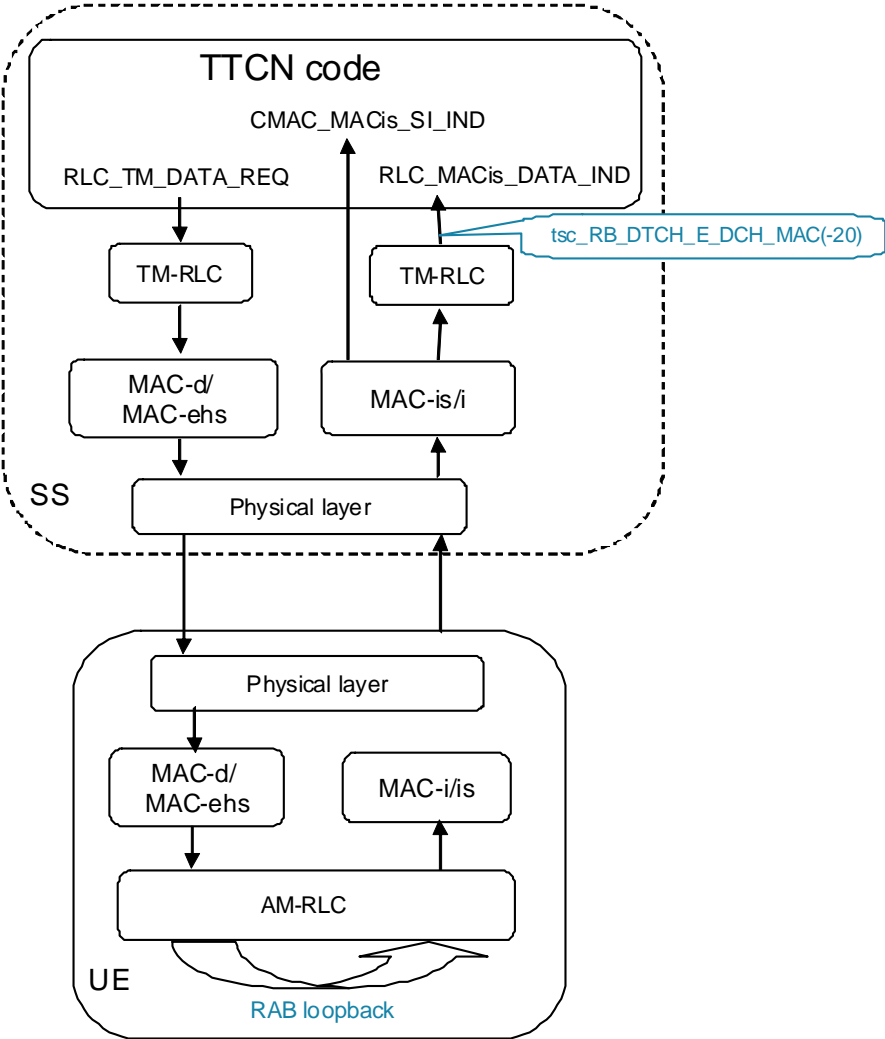 TTCN code
CMAC_MACis_SI_IND
RLC_TM_DATA_REQ
RLC_MACis_DATA_IND
tsc_RB_DTCH_E_DCH_MAC(-20)
TM-RLC
TM-RLC
MAC-d/
MAC-ehs
MAC-is/i
SS
Physical layer
Physical layer
MAC-d/
MAC-ehs
MAC-i/is
AM-RLC
UE
RAB loopback